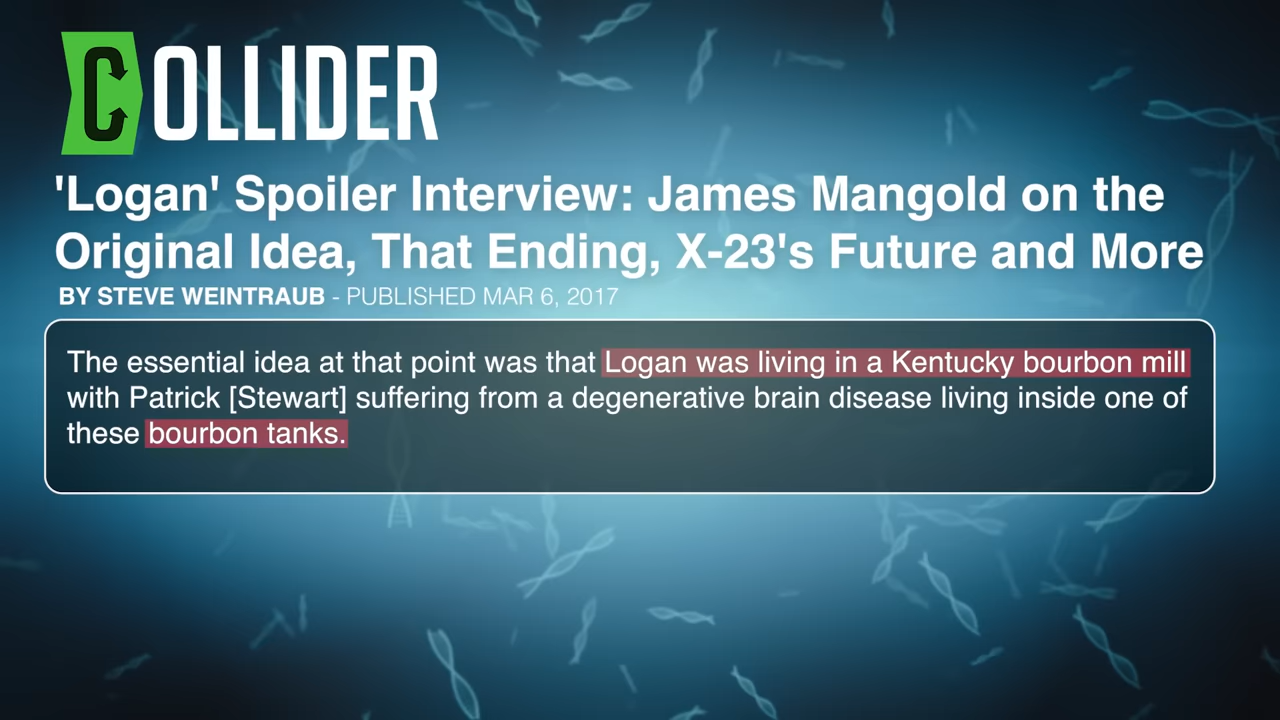 COLLIDER
'Logan' Spoiler Interview: James Mangold on the
Original Idea, That Ending, X-23's Future and More
BY STEVE WEINTRAUB - PUBLISHED MAR 6, 2017
The essential idea at that point was that Logan was living in a Kentucky bourbon mill
with Patrick [Stewart] suffering from a degenerative brain disease living inside one of
these bourbon tanks.